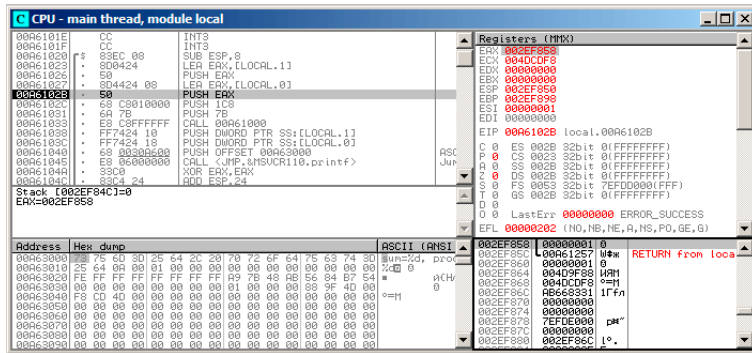 C CPU - main thread, module local
00A6101E CC INT3
00A6101F CC INT3
00A61020 83EC 08 SUB ESP,8
00A61023 8D0424 LEA EAX,[LOCAL.1]
00A61026 50 PUSH EAX
00A61027 8D4424 08 LEA EAX,[LOCAL.0]
00A6102B 50 PUSH EAX
00A6102C 68 C8010000 PUSH 1C8
00A61031 6A 7B PUSH 7B
00A61033 E8 C8FFFFFF CALL 00A61000
00A61038 FF7424 10 PUSH DWORD PTR SS:[LOCAL.1]
00A6103C FF7424 18 PUSH DWORD PTR SS:[LOCAL.0]
00A61040 68 0030A600 PUSH OFFSET 00A63000 ASC
00A61045 E8 06000000 CALL <JMP.&MSVCR110.printf> Jum
00A6104A 33C0 XOR EAX,EAX
00A6104C 83C4 24 ADD ESP,24
Stack [002EF84C]=0
EAX=002EF858
Registers (MMX)
EAX 002EF858
ECX 004DCDF8
EDX 00000000
EBX 00000000
ESP 002EF850
EBP 002EF898
ESI 00000001
EDI 00000000
EIP 00A6102B local.00A6102B
C 0 ES 002B 32bit 0(FFFFFFFF)
P 0 CS 0023 32bit 0(FFFFFFFF)
A 0 SS 002B 32bit 0(FFFFFFFF)
Z 0 DS 002B 32bit 0(FFFFFFFF)
S 0 FS 0053 32bit 7EFDD000(FFF)
T 0 GS 002B 32bit 0(FFFFFFFF)
D 0
O 0 LastErr 00000000 ERROR_SUCCESS
EFL 00000202 (NO,NB,NE,A,NS,PO,GE,G)
Address Hex dump ASCII (ANSI
00A63000 73 75 6D 3D 25 64 2C 20 70 72 6F 64 75 63 74 3D sum=%d, proc
00A63010 25 64 0A 00 01 00 00 00 00 00 00 00 00 00 00 00 %d
00A63020 FE FF FF FF FF FF FF FF A9 7B 48 AB 56 84 B7 54
00A63030 00 00 00 00 00 00 00 00 01 00 00 00 88 9F 4D 00
00A63040 F8 CD 4D 00 00 00 00 00 00 00 00 00 00 00 00 00 °=M
00A63050 00 00 00 00 00 00 00 00 00 00 00 00 00 00 00 00
00A63060 00 00 00 00 00 00 00 00 00 00 00 00 00 00 00 00
00A63070 00 00 00 00 00 00 00 00 00 00 00 00 00 00 00 00
00A63080 00 00 00 00 00 00 00 00 00 00 00 00 00 00 00 00
00A63090 00 00 00 00 00 00 00 00 00 00 00 00 00 00 00 00
002EF858 00000001
002EF85C 00A61257 RETURN from loca
002EF860 00000001
002EF864 004D9F88 ИЯМ
002EF868 004DCDF8 °=M
002EF86C AB668331 1Гfл
002EF870 00000000
002EF874 00000000
002EF878 7EFDE000
002EF87C 00000000
002EF880 002EF86C